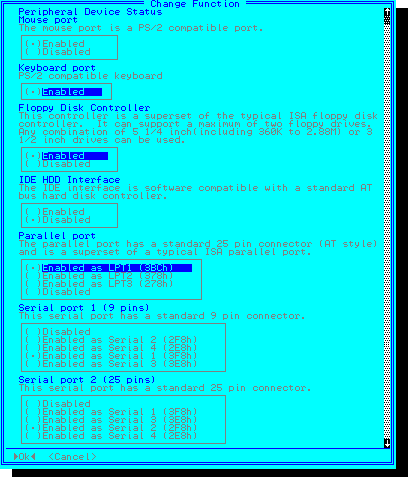 Change Function
Peripheral Device Status
Mouse port
The mouse port is a PS/2 compatible port.
(•)Enabled
( )Disabled
Keyboard port
PS/2 compatible keyboard
(•)Enabled
Floppy Disk Controller
This controller is a superset of the typical ISA floppy disk
controller. It can support a maximum of two floppy drives.
Any combination of 5 1/4 inch(including 360K to 2.88M) or 3
1/2 inch drives can be used.
(•)Enabled
( )Disabled
IDE HDD Interface
The IDE interface is software compatible with a standard AT
bus hard disk controller.
( )Enabled
(•)Disabled
Parallel port
The parallel port has a standard 25 pin connector (AT style)
and is a superset of a typical ISA parallel port.
(•)Enabled as LPT1 (3BCh)
( )Enabled as LPT2 (378h)
( )Enabled as LPT3 (278h)
( )Disabled
Serial port 1 (9 pins)
This serial port has a standard 9 pin connector.
( )Disabled
( )Enabled as Serial 2 (2F8h)
( )Enabled as Serial 4 (2E8h)
(•)Enabled as Serial 1 (3F8h)
( )Enabled as Serial 3 (3E8h)
Serial port 2 (25 pins)
This serial port has a standard 25 pin connector.
( )Disabled
( )Enabled as Serial 1 (3F8h)
( )Enabled as Serial 3 (3E8h)
(•)Enabled as Serial 2 (2F8h)
( )Enabled as Serial 4 (2E8h)
►Ok◄ <Cancel>